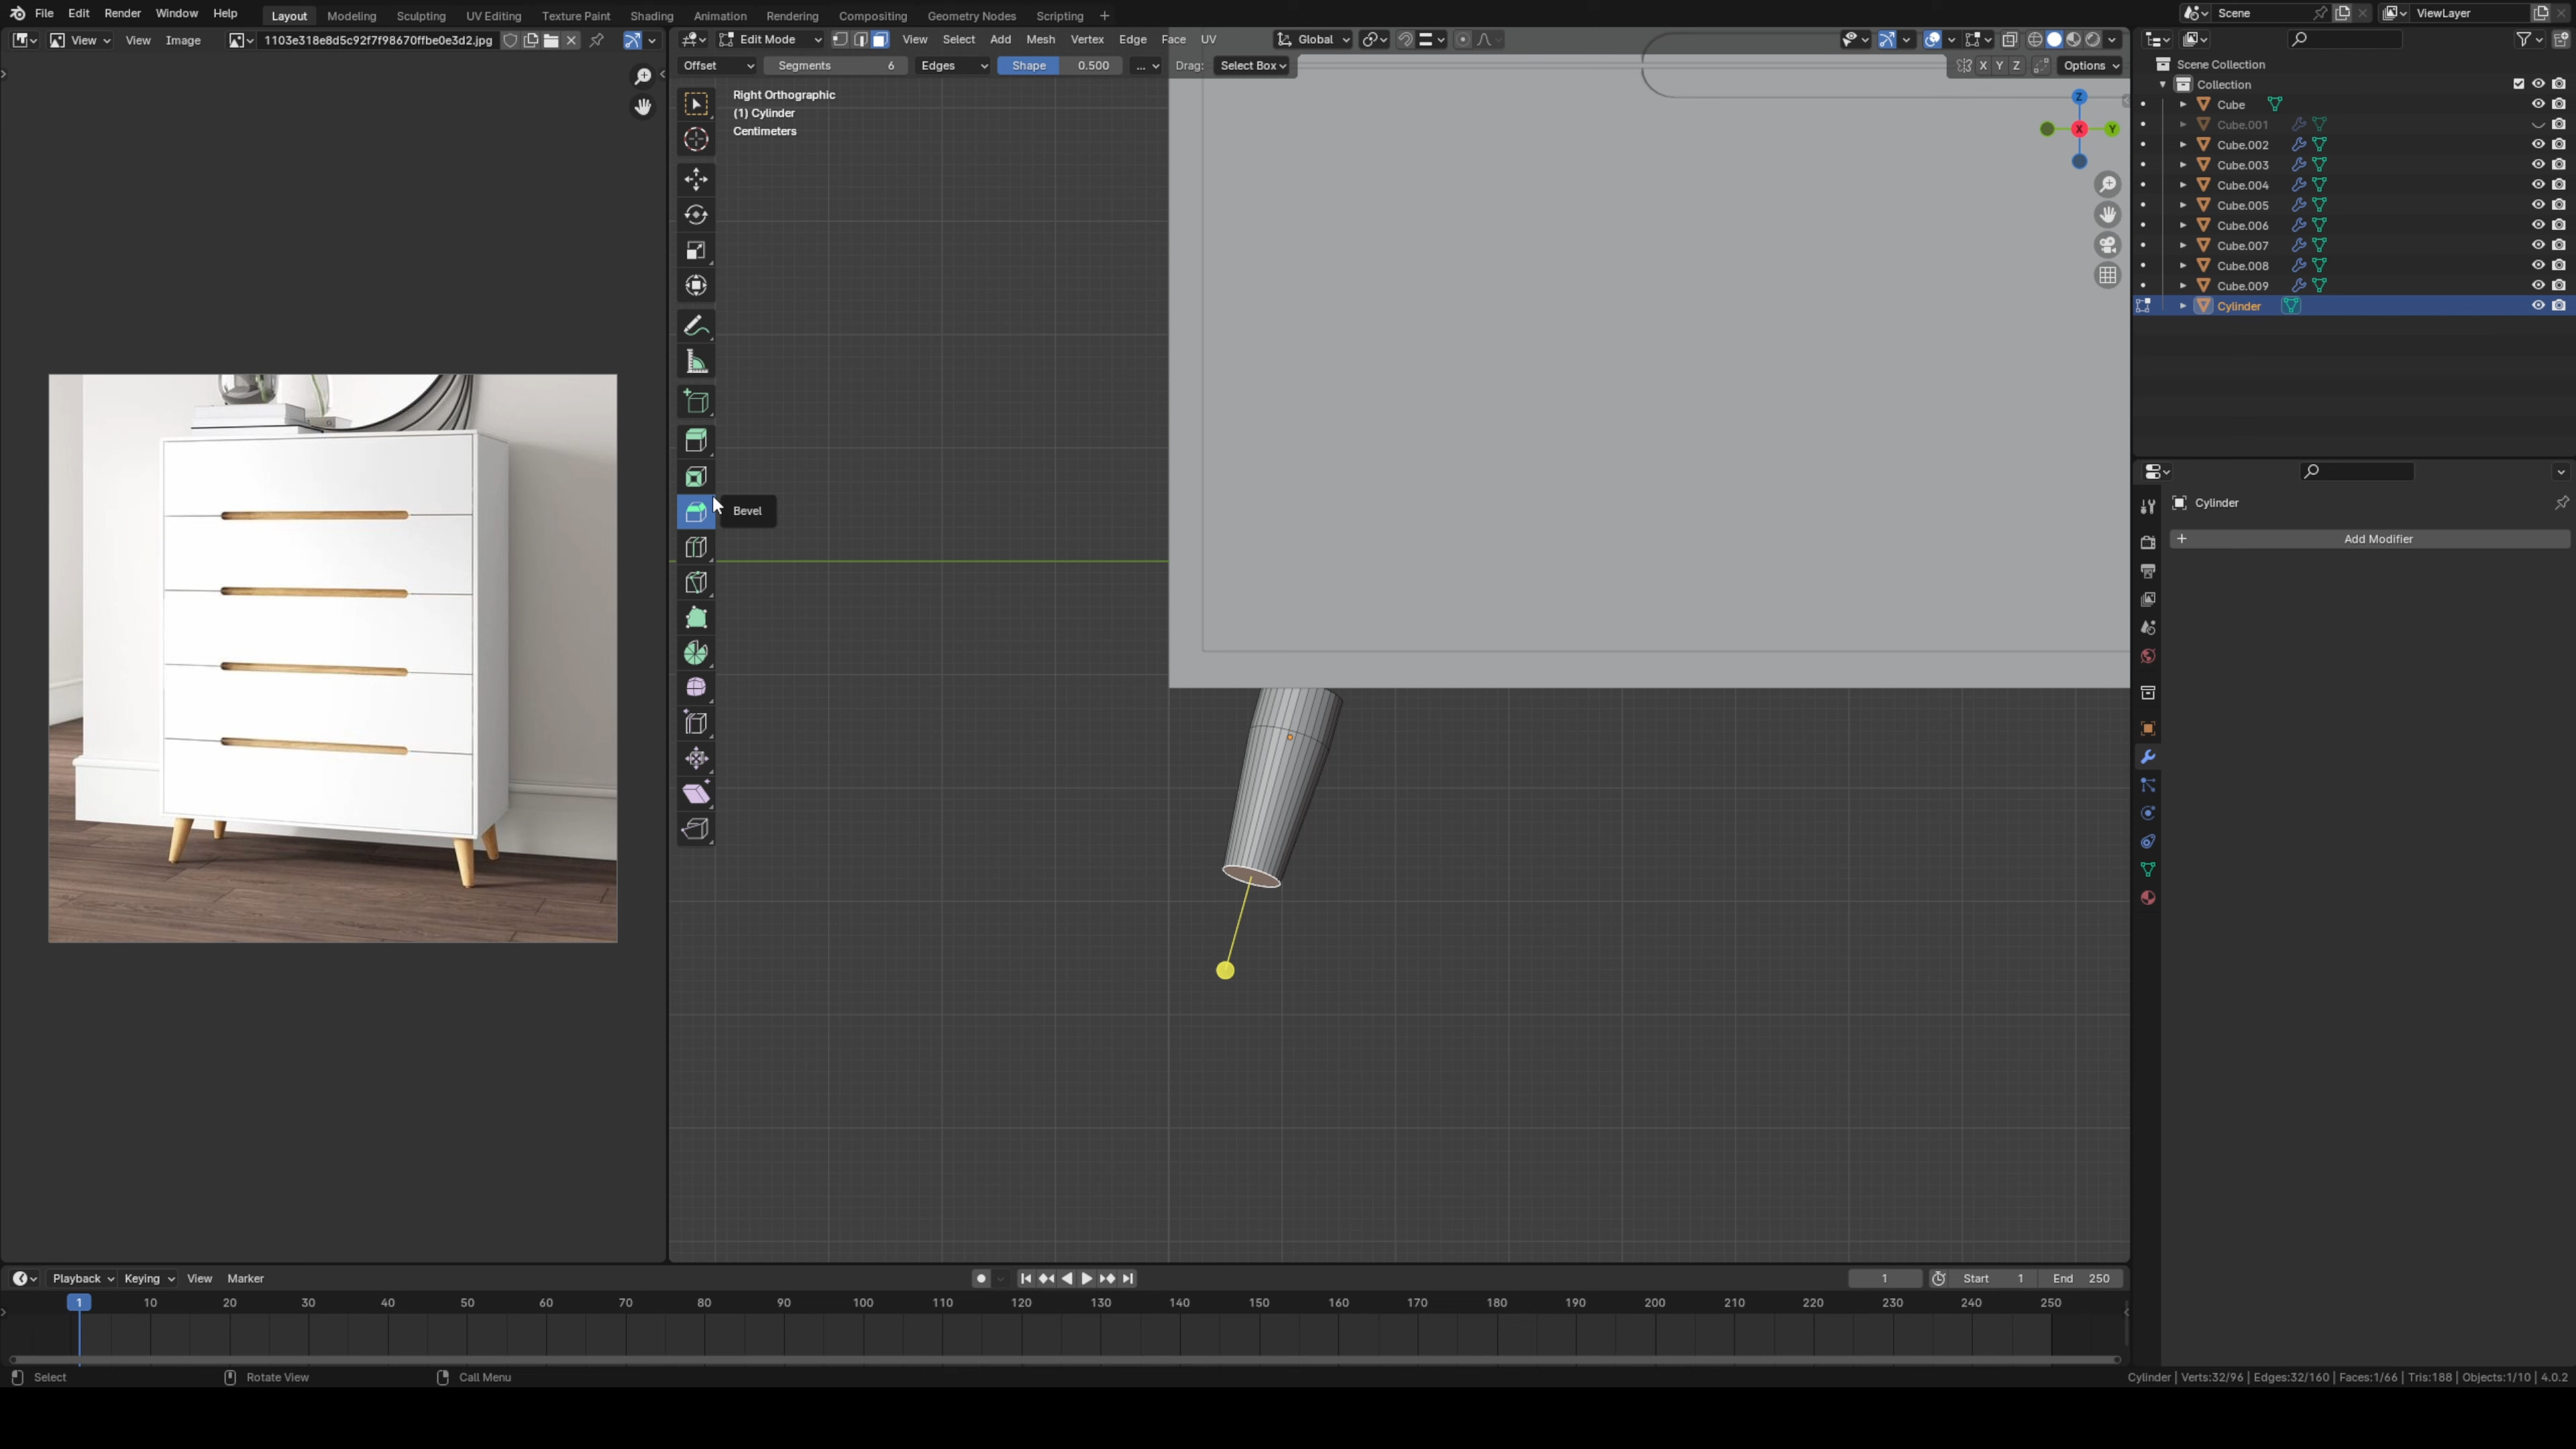 File Edit Render Window Help Layout Modeling Sculpting UV Editing Texture Paint Shading Animation Rendering Compositing Geometry Nodes Scripting + Scene ViewLayer
View View Image 1103e318e8d5c92f7f98670ffbe0e3d2.jpg Edit Mode View Select Add Mesh Vertex Edge Face UV Global
Offset Segments 6 Edges Shape 0.500 ... Drag: Select Box X Y Z Options
Right Orthographic
(1) Cylinder
Centimeters
Z
X
Y
Bevel
Scene Collection
Collection
Cube
Cube.001
Cube.002
Cube.003
Cube.004
Cube.005
Cube.006
Cube.007
Cube.008
Cube.009
Cylinder
Cylinder
+ Add Modifier
Playback Keying View Marker 1 Start 1 End 250
1 10 20 30 40 50 60 70 80 90 100 110 120 130 140 150 160 170 180 190 200 210 220 230 240 250
Select Rotate View Call Menu Cylinder | Verts:32/96 | Edges:32/160 | Faces:1/66 | Tris:188 | Objects:1/10 | 4.0.2